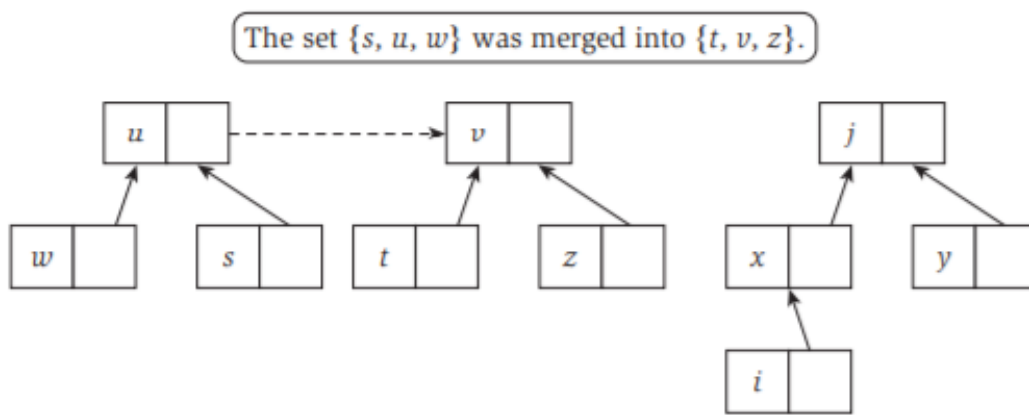 The set {s, u, w} was merged into {t, v, z}.
u v j
w s t z x y
i